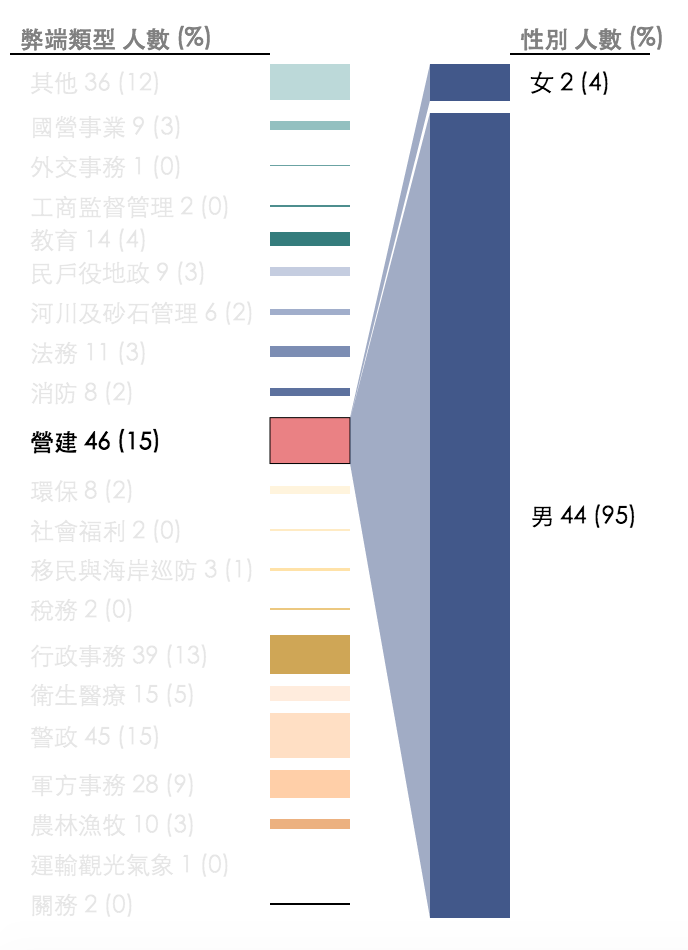 弊端類型 人數 (%)
性別 人數 (%)
其他 36 (12)
女 2 (4)
國營事業 9 (3)
外交事務 1 (0)
工商監督管理 2 (0)
教育 14 (4)
民戶役地政 9 (3)
河川及砂石管理 6 (2)
法務 11 (3)
消防 8 (2)
營建 46 (15)
環保 8 (2)
男 44 (95)
社會福利 2 (0)
移民與海岸巡防 3 (1)
稅務 2 (0)
行政事務 39 (13)
衛生醫療 15 (5)
警政 45 (15)
軍方事務 28 (9)
農林漁牧 10 (3)
運輸觀光氣象 1 (0)
關務 2 (0)